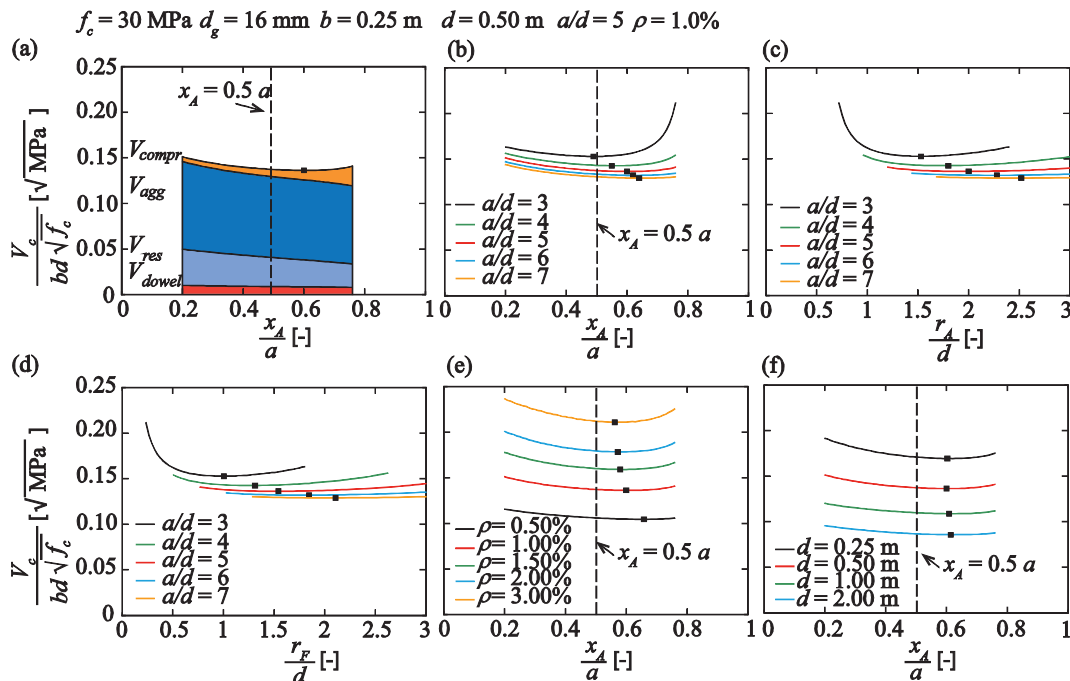 f_c = 30 MPa d_g = 16 mm b = 0.25 m d = 0.50 m a/d = 5 ρ = 1.0%
(a)
V_c / bd √f_c [√MPa]
0.25
0.20
0.15
0.10
0.05
0
x_A = 0.5 a
V_compr
V_agg
V_res
V_dowel
0 0.2 0.4 0.6 0.8 1
x_A / a [-]
(b)
a/d = 3
a/d = 4
a/d = 5
a/d = 6
a/d = 7
x_A = 0.5 a
0 0.2 0.4 0.6 0.8 1
x_A / a [-]
(c)
a/d = 3
a/d = 4
a/d = 5
a/d = 6
a/d = 7
0 0.5 1 1.5 2 2.5 3
r_A / d [-]
(d)
V_c / bd √f_c [√MPa]
0.25
0.20
0.15
0.10
0.05
0
a/d = 3
a/d = 4
a/d = 5
a/d = 6
a/d = 7
0 0.5 1 1.5 2 2.5 3
r_F / d [-]
(e)
ρ = 0.50%
ρ = 1.00%
ρ = 1.50%
ρ = 2.00%
ρ = 3.00%
x_A = 0.5 a
0 0.2 0.4 0.6 0.8 1
x_A / a [-]
(f)
d = 0.25 m
d = 0.50 m
d = 1.00 m
d = 2.00 m
x_A = 0.5 a
0 0.2 0.4 0.6 0.8 1
x_A / a [-]